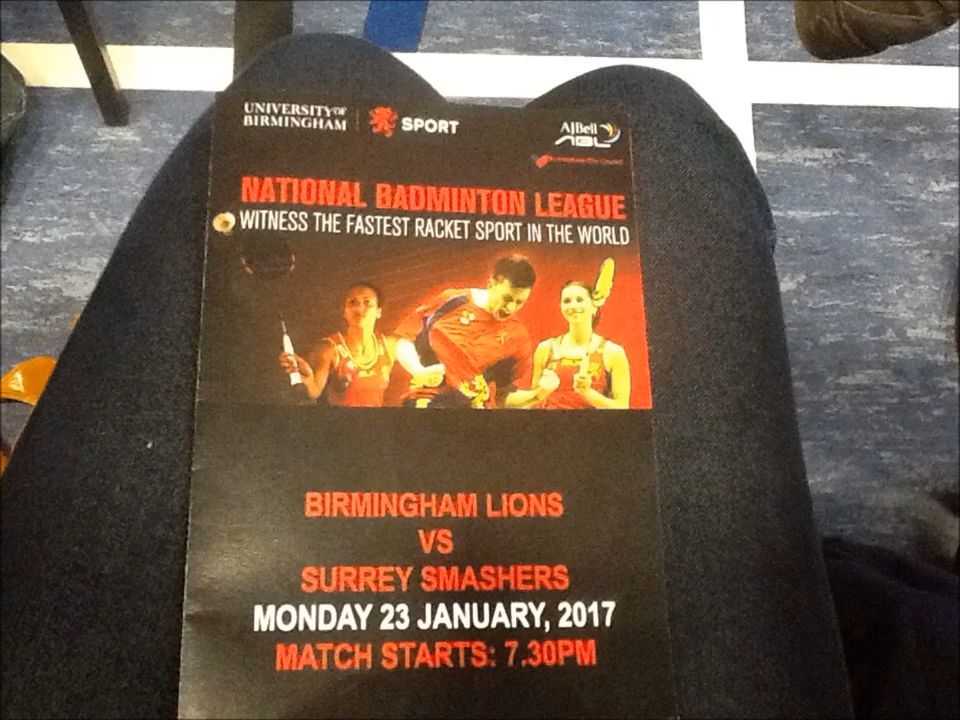 UNIVERSITY OF
BIRMINGHAM
SPORT
AJBell
NBL
NATIONAL BADMINTON LEAGUE
WITNESS THE FASTEST RACKET SPORT IN THE WORLD
BIRMINGHAM LIONS
VS
SURREY SMASHERS
MONDAY 23 JANUARY, 2017
MATCH STARTS: 7.30PM